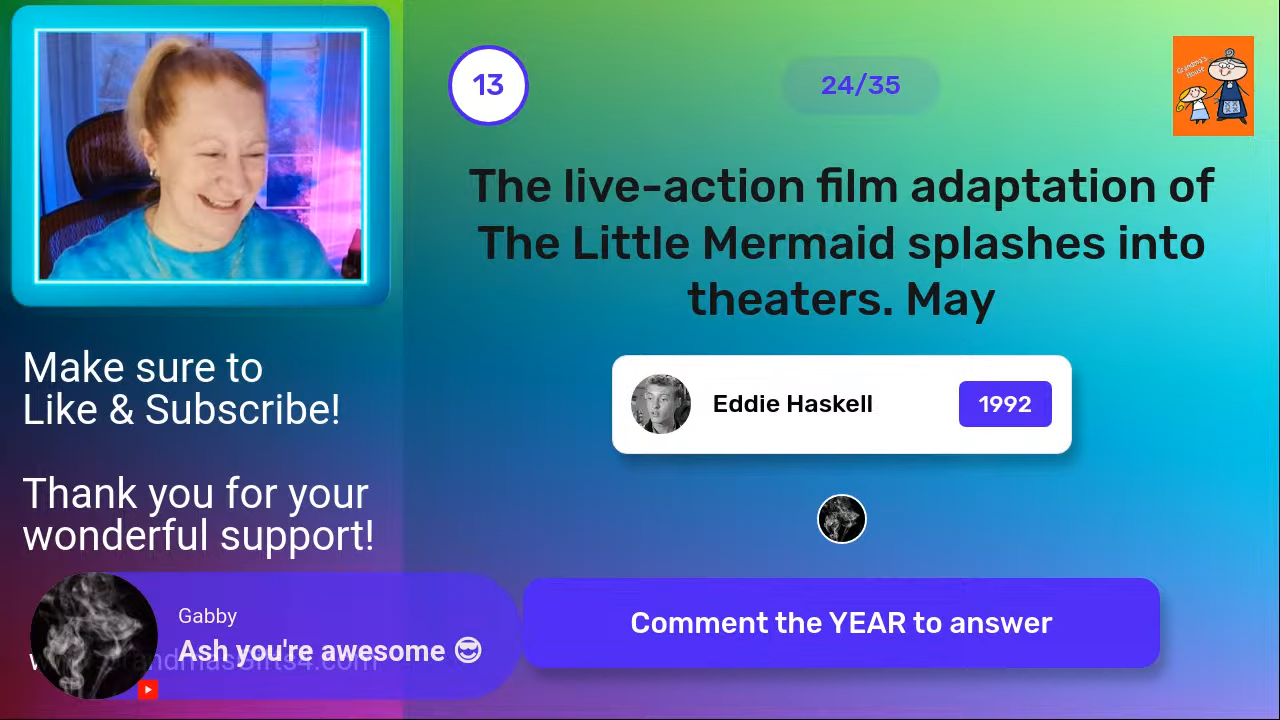 13
24/35
Grandma's
House
The live-action film adaptation of
The Little Mermaid splashes into
theaters. May
Eddie Haskell
1992
Make sure to
Like & Subscribe!
Thank you for your
wonderful support!
Gabby
Ash you're awesome 😎
Comment the YEAR to answer